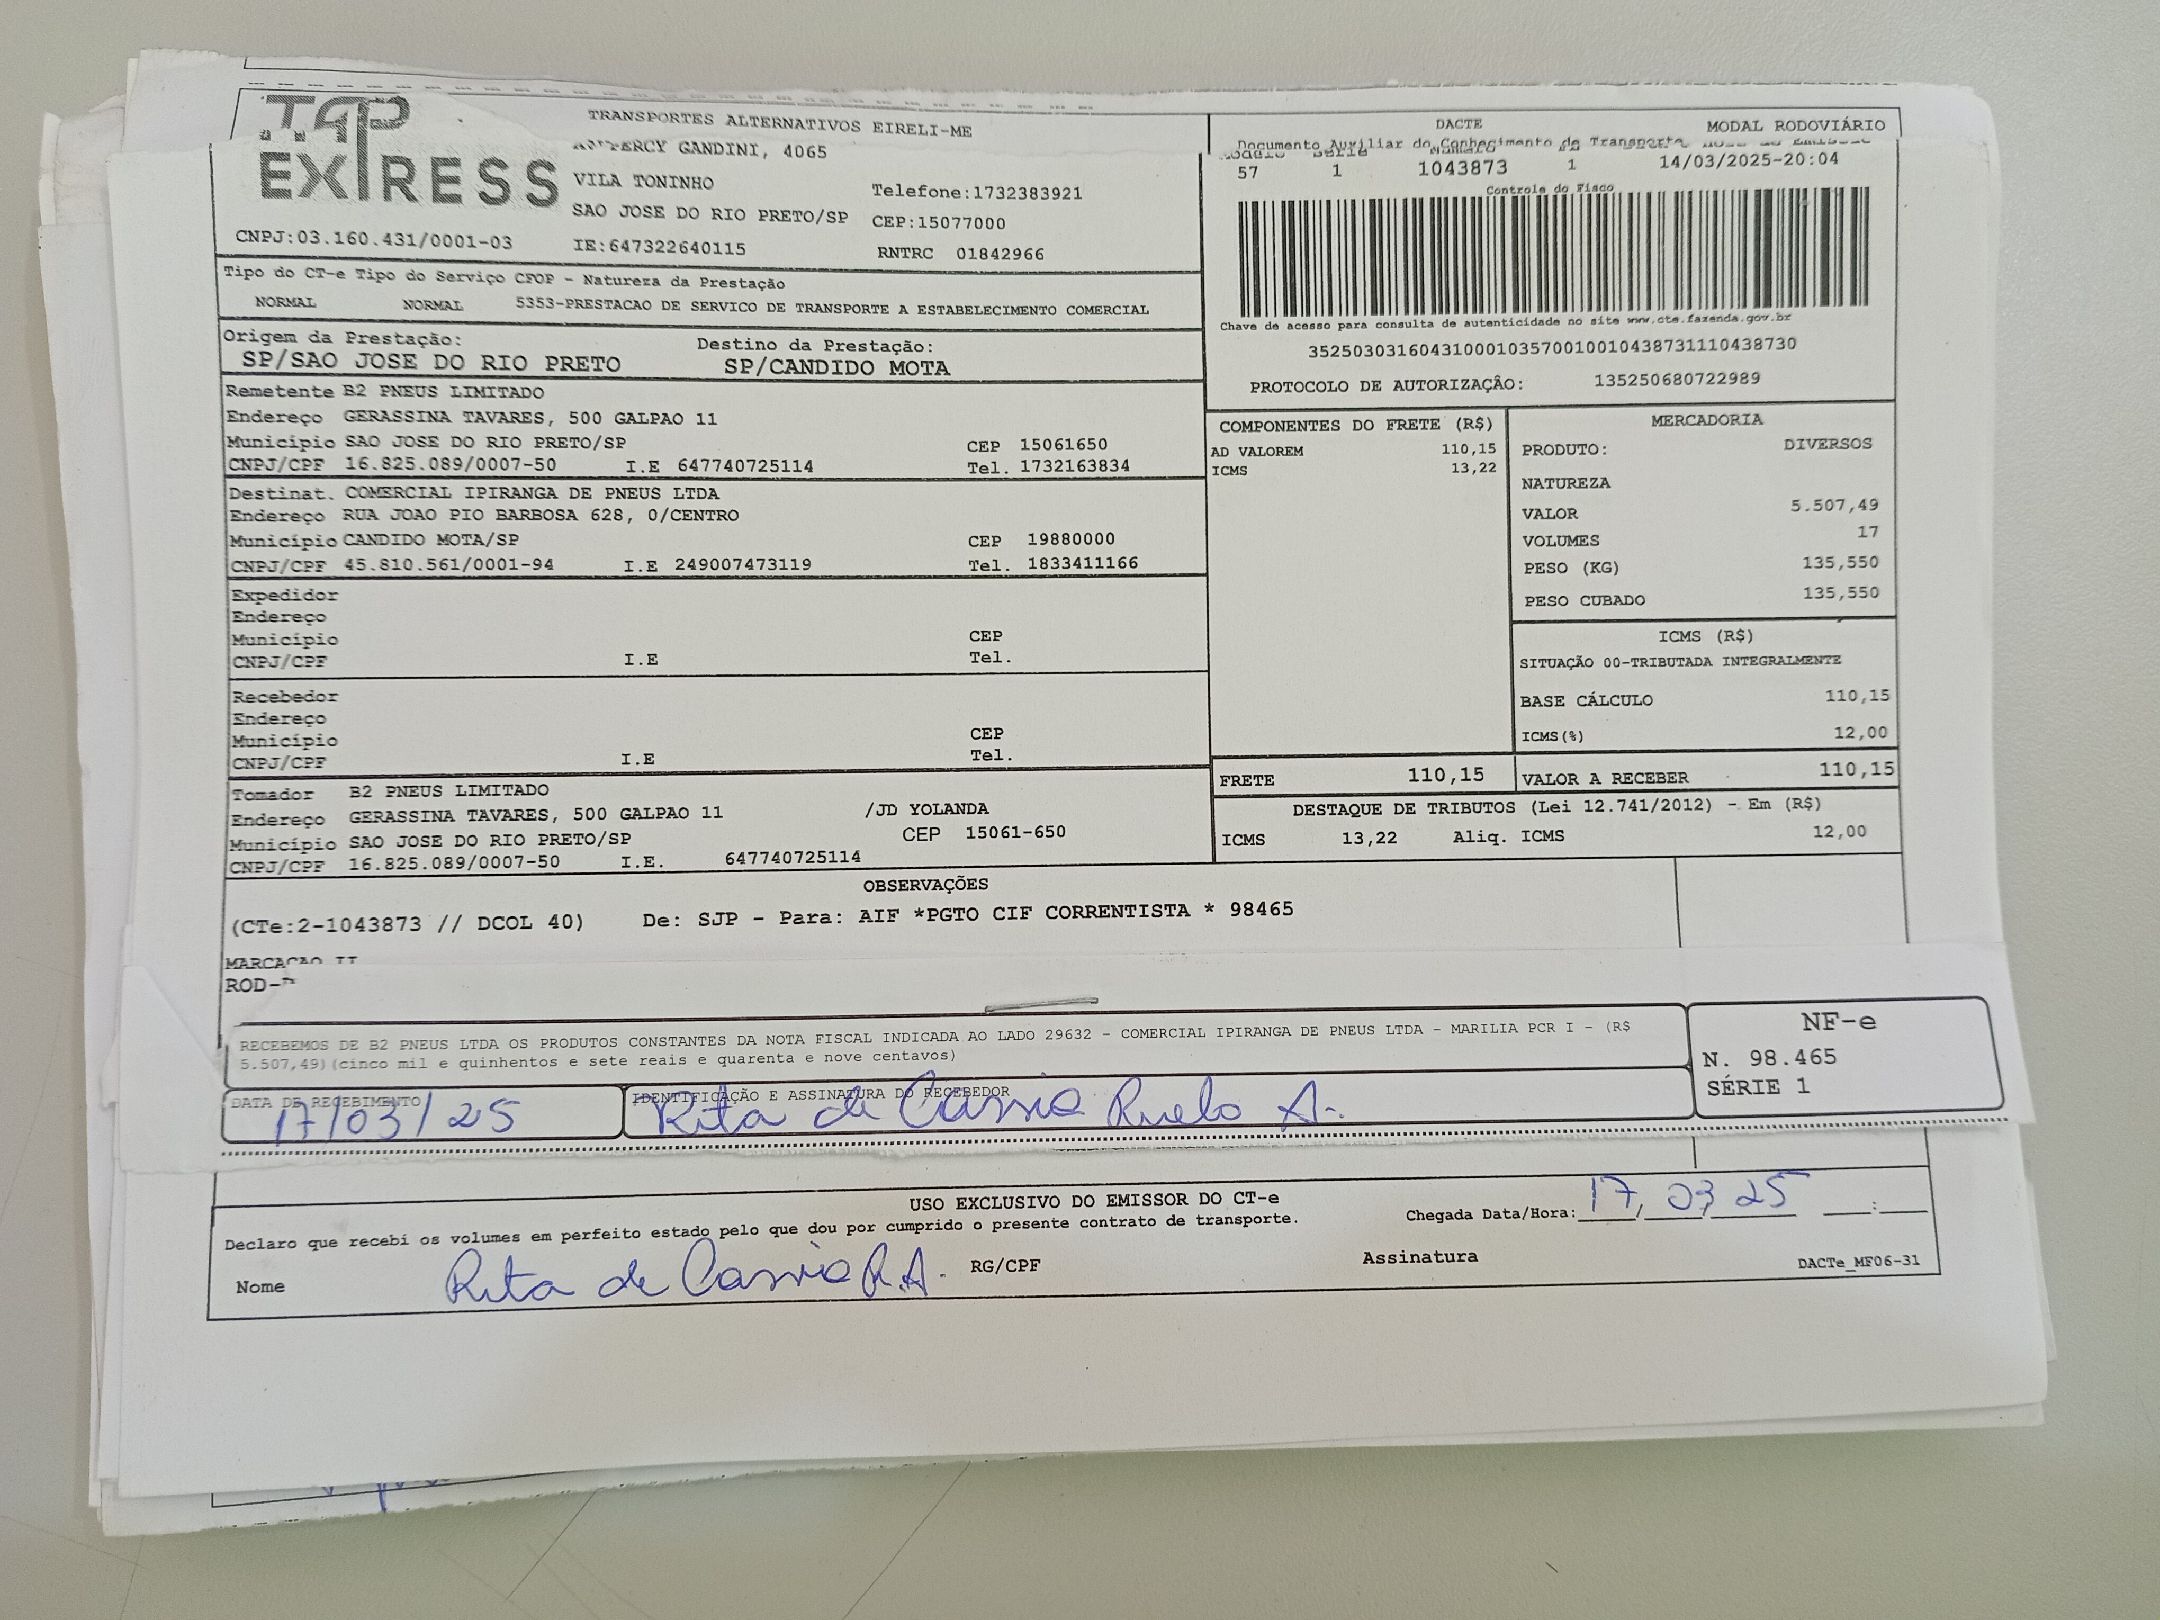 TAP
EXPRESS
TRANSPORTES ALTERNATIVOS EIRELI-ME
GANDINI, 4065
VILA TONINHO
Telefone:1732383921
SAO JOSE DO RIO PRETO/SP CEP:15077000
CNPJ:03.160.431/0001-03 IE:647322640115 RNTRC 01842966
DACTE MODAL RODOVIÁRIO
Documento Auxiliar do Conhecimento de Transporte
57 1 1043873 1 14/03/2025-20:04
Controle do Fisco
Chave de acesso para consulta de autenticidade no site www.cte.fazenda.gov.br
35250303160431000103570010010438731110438730
PROTOCOLO DE AUTORIZAÇÃO: 135250680722989
Tipo do CT-e Tipo do Serviço CFOP - Natureza da Prestação
NORMAL NORMAL 5353-PRESTACAO DE SERVICO DE TRANSPORTE A ESTABELECIMENTO COMERCIAL
Origem da Prestação: Destino da Prestação:
SP/SAO JOSE DO RIO PRETO SP/CANDIDO MOTA
Remetente B2 PNEUS LIMITADO
Endereço GERASSINA TAVARES, 500 GALPAO 11
Município SAO JOSE DO RIO PRETO/SP CEP 15061650
CNPJ/CPF 16.825.089/0007-50 I.E 647740725114 Tel. 1732163834
Destinat. COMERCIAL IPIRANGA DE PNEUS LTDA
Endereço RUA JOAO PIO BARBOSA 628, 0/CENTRO
Município CANDIDO MOTA/SP CEP 19880000
CNPJ/CPF 45.810.561/0001-94 I.E 249007473119 Tel. 1833411166
Expedidor
Endereço
Município CEP
CNPJ/CPF I.E Tel.
Recebedor
Endereço
Município CEP
CNPJ/CPF I.E Tel.
Tomador B2 PNEUS LIMITADO
Endereço GERASSINA TAVARES, 500 GALPAO 11 /JD YOLANDA
Município SAO JOSE DO RIO PRETO/SP CEP 15061-650
CNPJ/CPF 16.825.089/0007-50 I.E. 647740725114
COMPONENTES DO FRETE (R$)
AD VALOREM 110,15
ICMS 13,22
MERCADORIA
PRODUTO: DIVERSOS
NATUREZA
VALOR 5.507,49
VOLUMES 17
PESO (KG) 135,550
PESO CUBADO 135,550
ICMS (R$)
SITUAÇÃO 00-TRIBUTADA INTEGRALMENTE
BASE CÁLCULO 110,15
ICMS(%) 12,00
FRETE 110,15 VALOR A RECEBER 110,15
DESTAQUE DE TRIBUTOS (Lei 12.741/2012) - Em (R$)
ICMS 13,22 Aliq. ICMS 12,00
OBSERVAÇÕES
(CTe:2-1043873 // DCOL 40) De: SJP - Para: AIF *PGTO CIF CORRENTISTA * 98465
ROD-
RECEBEMOS DE B2 PNEUS LTDA OS PRODUTOS CONSTANTES DA NOTA FISCAL INDICADA AO LADO 29632 - COMERCIAL IPIRANGA DE PNEUS LTDA - MARILIA PCR I - (R$
5.507,49)(cinco mil e quinhentos e sete reais e quarenta e nove centavos)
NF-e
N. 98.465
SÉRIE 1
DATA DE RECEBIMENTO IDENTIFICAÇÃO E ASSINATURA DO RECEBEDOR
17/03/25 Rita de Cassia A.
USO EXCLUSIVO DO EMISSOR DO CT-e
Declaro que recebi os volumes em perfeito estado pelo que dou por cumprido o presente contrato de transporte. Chegada Data/Hora: 17/03/25 :
Nome Rita de Cassia R.A. RG/CPF Assinatura DACTe_MF06-31